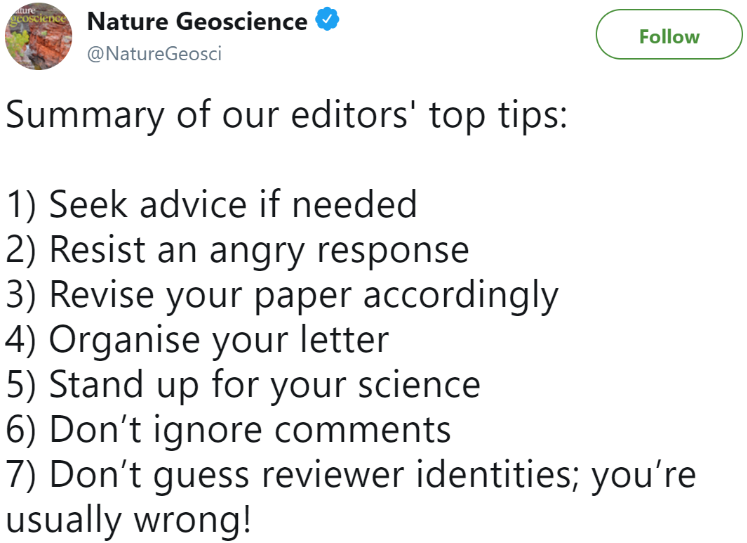 nature
geoscience
Nature Geoscience
@NatureGeosci
Follow
Summary of our editors' top tips:
1) Seek advice if needed
2) Resist an angry response
3) Revise your paper accordingly
4) Organise your letter
5) Stand up for your science
6) Don’t ignore comments
7) Don’t guess reviewer identities; you’re
usually wrong!